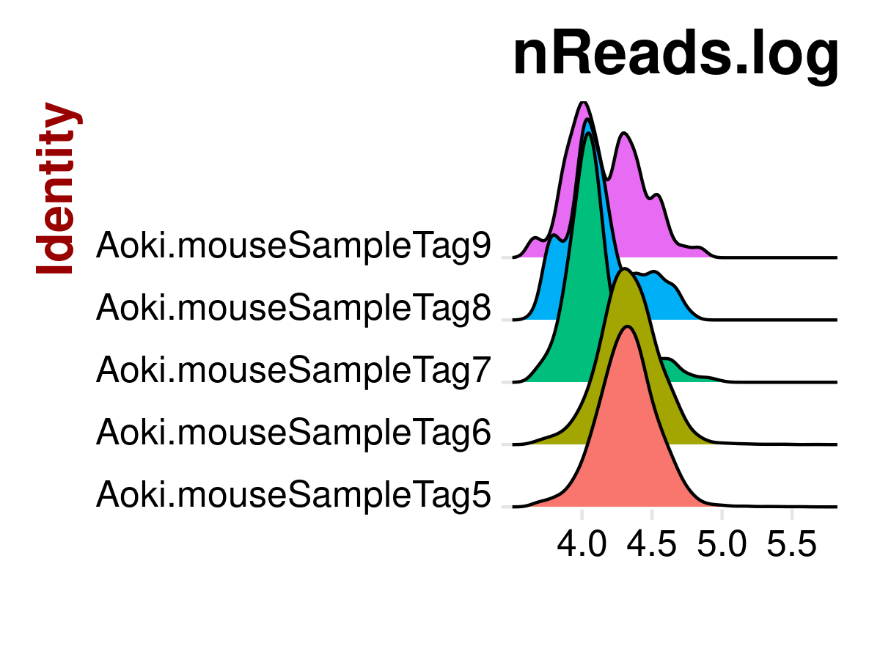 nReads.log
Identity
Aoki.mouseSampleTag9
Aoki.mouseSampleTag8
Aoki.mouseSampleTag7
Aoki.mouseSampleTag6
Aoki.mouseSampleTag5
4.0 4.5 5.0 5.5